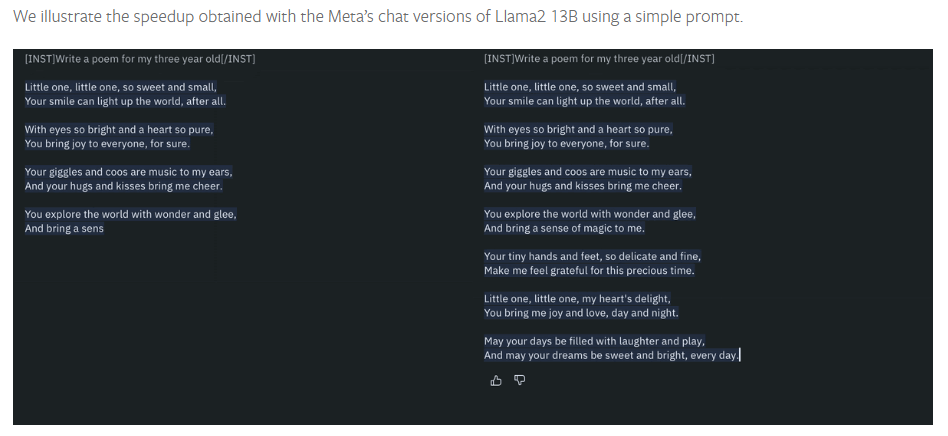 We illustrate the speedup obtained with the Meta’s chat versions of Llama2 13B using a simple prompt.
[INST]Write a poem for my three year old[/INST]
Little one, little one, so sweet and small,
Your smile can light up the world, after all.
With eyes so bright and a heart so pure,
You bring joy to everyone, for sure.
Your giggles and coos are music to my ears,
And your hugs and kisses bring me cheer.
You explore the world with wonder and glee,
And bring a sens
[INST]Write a poem for my three year old[/INST]
Little one, little one, so sweet and small,
Your smile can light up the world, after all.
With eyes so bright and a heart so pure,
You bring joy to everyone, for sure.
Your giggles and coos are music to my ears,
And your hugs and kisses bring me cheer.
You explore the world with wonder and glee,
And bring a sense of magic to me.
Your tiny hands and feet, so delicate and fine,
Make me feel grateful for this precious time.
Little one, little one, my heart's delight,
You bring me joy and love, day and night.
May your days be filled with laughter and play,
And may your dreams be sweet and bright, every day.